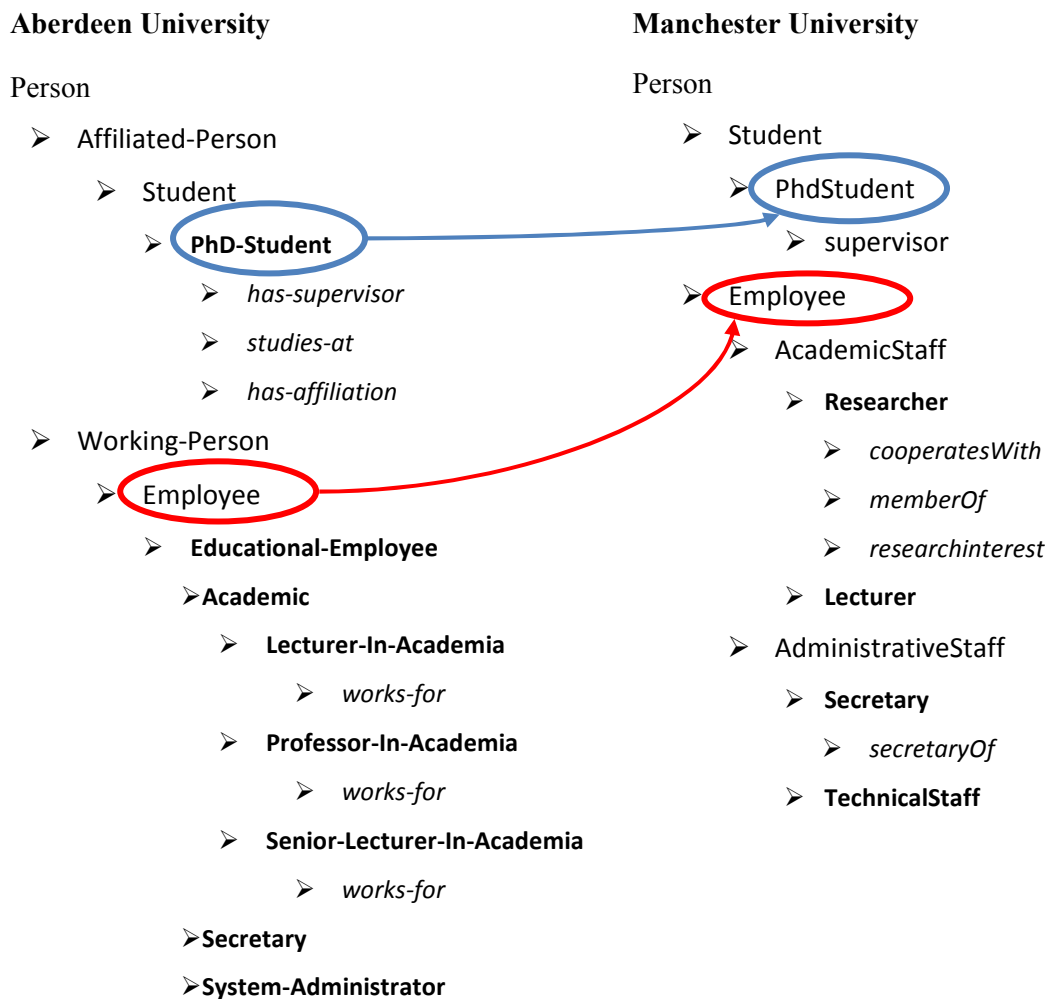 Aberdeen University
Person
Affiliated-Person
Student
PhD-Student
has-supervisor
studies-at
has-affiliation
Working-Person
Employee
Educational-Employee
Academic
Lecturer-In-Academia
works-for
Professor-In-Academia
works-for
Senior-Lecturer-In-Academia
works-for
Secretary
System-Administrator
Manchester University
Person
Student
PhdStudent
supervisor
Employee
AcademicStaff
Researcher
cooperatesWith
memberOf
researchinterest
Lecturer
AdministrativeStaff
Secretary
secretaryOf
TechnicalStaff